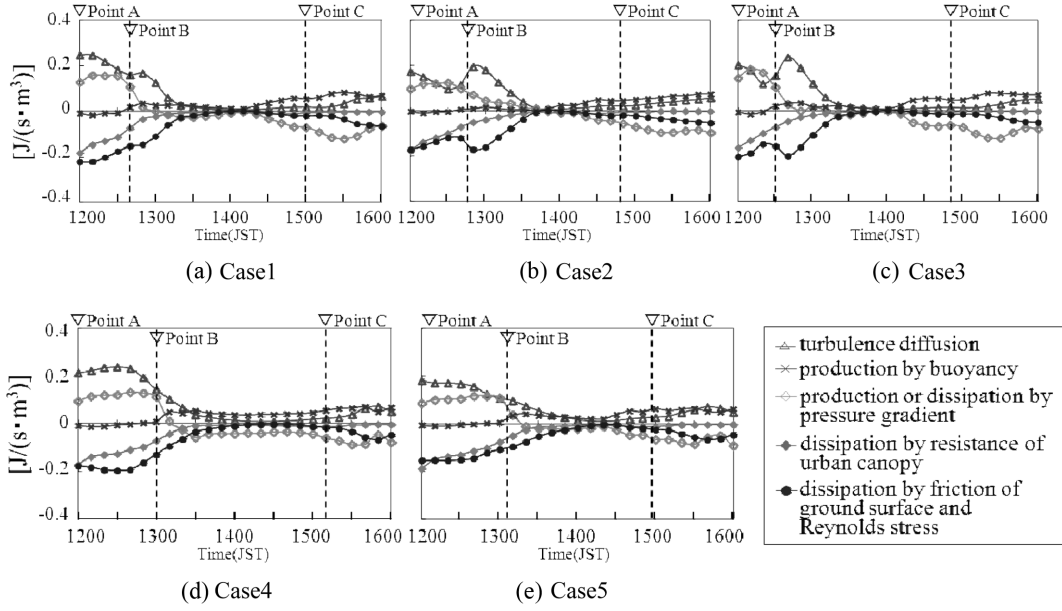 Point A Point C Point A Point C Point A Point C
Point B Point B Point B
[J/(s・m³)]
0.4
0.2
0
-0.2
-0.4
1200 1300 1400 1500 1600 1200 1300 1400 1500 1600 1200 1300 1400 1500 1600
Time(JST) Time(JST) Time(JST)
(a) Case1 (b) Case2 (c) Case3
Point A Point C Point A Point C
Point B Point B
[J/(s・m³)]
0.4
0.2
0
-0.2
-0.4
1200 1300 1400 1500 1600 1200 1300 1400 1500 1600
Time(JST) Time(JST)
(d) Case4 (e) Case5
turbulence diffusion
production by buoyancy
production or dissipation by
pressure gradient
dissipation by resistance of
urban canopy
dissipation by friction of
ground surface and
Reynolds stress